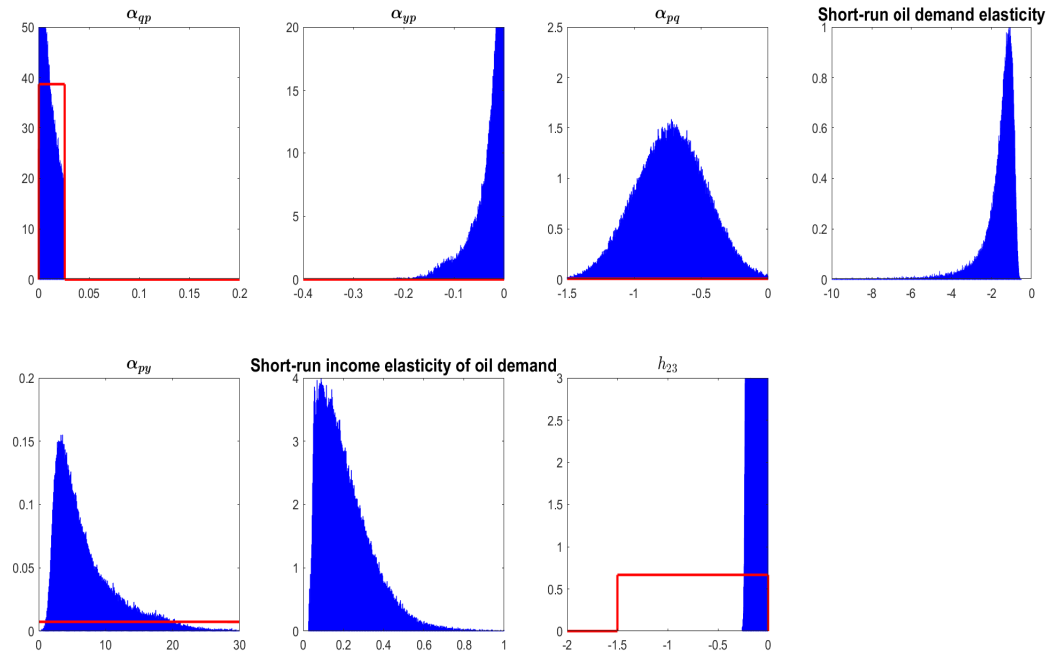 α_qp
50
40
30
20
10
0
0 0.05 0.1 0.15 0.2
α_yp
20
15
10
5
0
-0.4 -0.3 -0.2 -0.1 0
α_pq
2.5
2
1.5
1
0.5
0
-1.5 -1 -0.5 0
Short-run oil demand elasticity
1
0.8
0.6
0.4
0.2
0
-10 -8 -6 -4 -2 0
α_py
0.2
0.15
0.1
0.05
0
0 10 20 30
Short-run income elasticity of oil demand
4
3
2
1
0
0 0.2 0.4 0.6 0.8 1
h_23
3
2.5
2
1.5
1
0.5
0
-2 -1.5 -1 -0.5 0